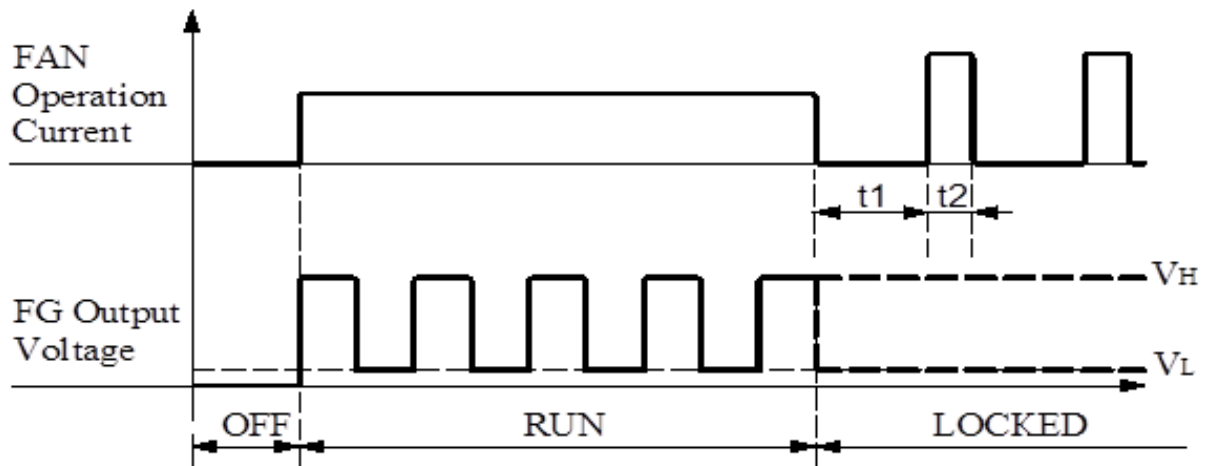 FAN
Operation
Current
t1
t2
FG Output
Voltage
VH
VL
OFF
RUN
LOCKED